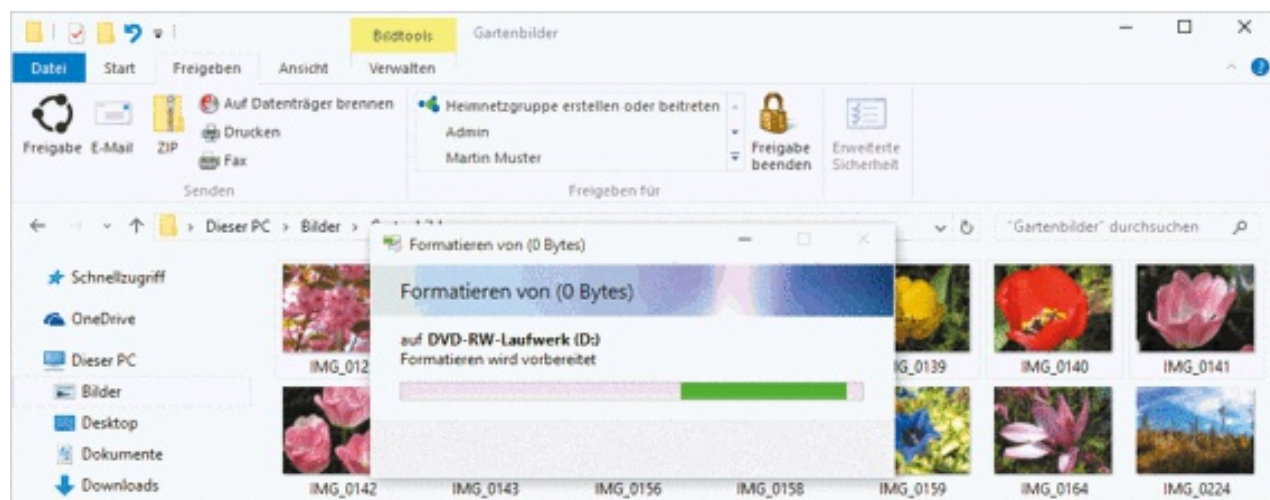 Bildtools Gartenbilder
Datei Start Freigeben Ansicht Verwalten
Freigabe E-Mail ZIP
Auf Datenträger brennen
Drucken
Fax
Senden
Heimnetzgruppe erstellen oder beitreten
Admin
Martin Muster
Freigabe beenden
Freigeben für
Erweiterte Sicherheit
Dieser PC > Bilder >
"Gartenbilder" durchsuchen
Schnellzugriff
OneDrive
Dieser PC
Bilder
Desktop
Dokumente
Downloads
Formatieren von (0 Bytes)
Formatieren von (0 Bytes)
auf DVD-RW-Laufwerk (D:)
Formatieren wird vorbereitet
IMG_012
G_0139 IMG_0140 IMG_0141
IMG_0142 IMG_0143 IMG_0156 IMG_0158 IMG_0159 IMG_0164 IMG_0224